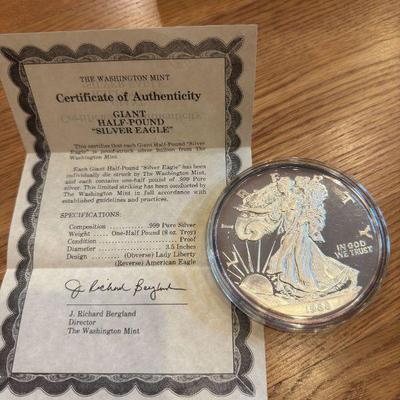 THE WASHINGTON MINT
Certificate of Authenticity
GIANT
HALF-POUND
"SILVER EAGLE"
This certifies that each Giant Half-Pound "Silver Eagle"
is proof-struck silver bullion from The
Washington Mint
Each Giant Half-Pound "Silver Eagle" has been
individually die struck by The Washington Mint,
and each contains one-half pound of .999 Pure
silver. This limited striking has been conducted by
The Washington Mint in full accordance with
established guidelines and practices.
SPECIFICATIONS:
Composition .999 Pure Silver
Weight One-Half Pound (8 oz. Troy)
Condition Proof
Diameter 3.5 Inches
Design (Obverse) Lady Liberty
(Reverse) American Eagle
J. Richard Bergland
J. Richard Bergland
Director
The Washington Mint
LIBERTY
IN GOD
WE TRUST